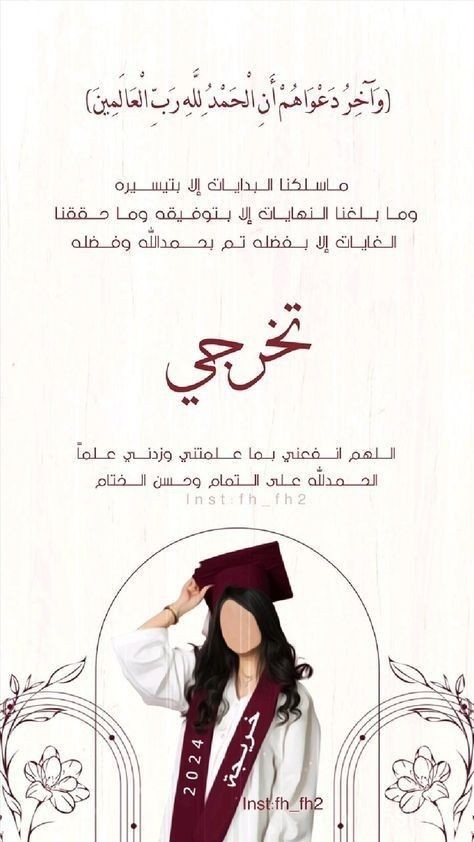 (وَآخِرُ دَعْوَاهُمْ أَنِ الْحَمْدُ لِلَّهِ رَبِّ الْعَالَمِينَ)
ماسلكنا البدايات إلا بتيسيره
وما بلغنا النهايات إلا بتوفيقه وما حققنا
الغايات إلا بفضله تم بحمدالله وفضله
تخرجي
اللهم انفعني بما علمتني وزدني علماً
الحمدلله على التمام وحسن الختام
Inst:fh_fh2
2024
خريجة
Inst:fh_fh2